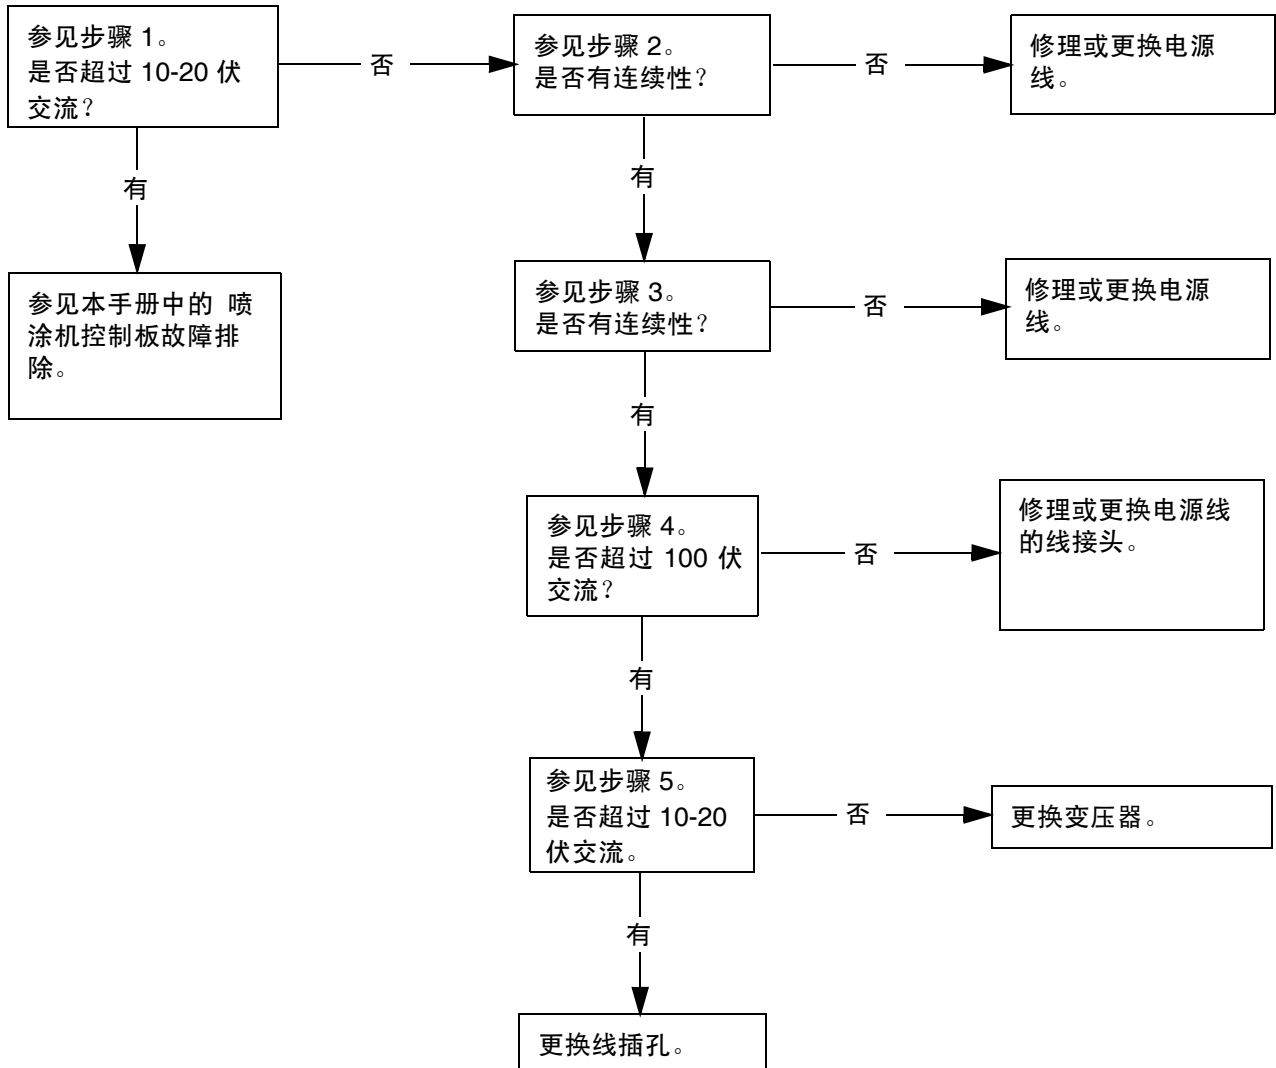 参见步骤 1。
是否超过 10-20 伏
交流？
否
参见步骤 2。
是否有连续性？
否
修理或更换电源
线。
有
参见本手册中的 喷
涂机控制板故障排
除。
有
参见步骤 3。
是否有连续性？
否
修理或更换电源
线。
有
参见步骤 4。
是否超过 100 伏
交流？
否
修理或更换电源线
的线接头。
有
参见步骤 5。
是否超过 10-20
伏交流。
否
更换变压器。
有
更换线插孔。